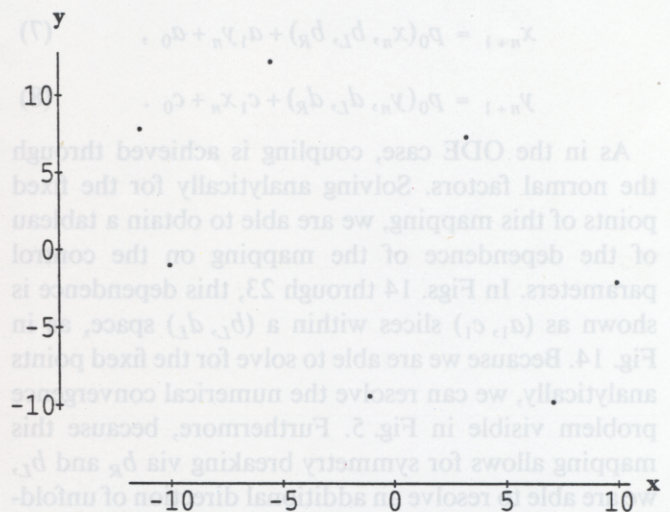 y
x_{n+1} = p_0(x_n, b_L, b_R) + a_1 y_n + a_0 , (7)
10
y_{n+1} = p_0(y_n, d_L, d_R) + c_1 x_n + c_0 .
As in the ODE case, coupling is achieved through
5
the normal factors. Solving analytically for the fixed
points of this mapping, we are able to obtain a tableau
0
of the dependence of the mapping on the control
parameters. In Figs. 14 through 23, this dependence is
-5
shown as (a_1, c_1) slices within a (b_L, d_L) space, as in
Fig. 14. Because we are able to solve for the fixed points
-10
analytically, we can resolve the numerical convergence
problem visible in Fig. 5. Furthermore, because this
mapping allows for symmetry breaking via b_R and b_L,
x
we are able to resolve an additional direction of unfold-
-10 -5 0 5 10